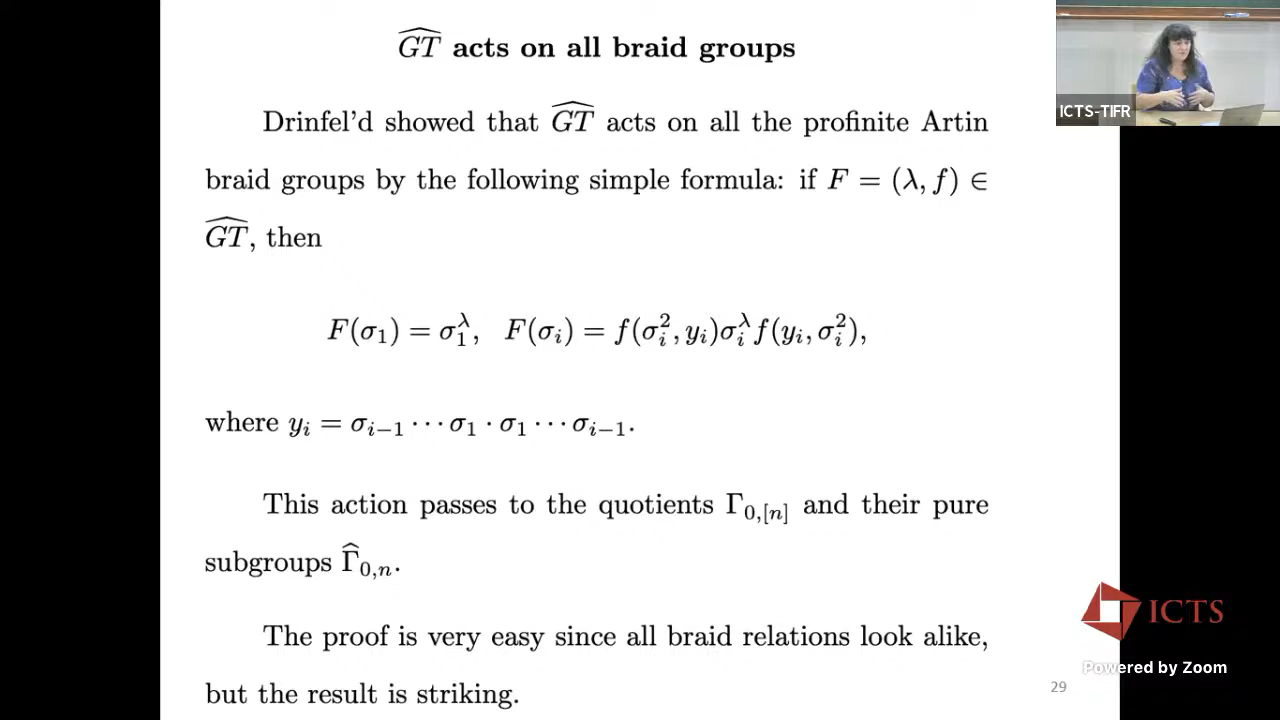 $\widehat{GT}$ acts on all braid groups
Drinfel'd showed that $\widehat{GT}$ acts on all the profinite Artin
braid groups by the following simple formula: if $F = (\lambda, f) \in$
$\widehat{GT}$, then
$F(\sigma_1) = \sigma_1^\lambda, \quad F(\sigma_i) = f(\sigma_i^2, y_i)\sigma_i^\lambda f(y_i, \sigma_i^2),$
where $y_i = \sigma_{i-1} \cdots \sigma_1 \cdot \sigma_1 \cdots \sigma_{i-1}.$
This action passes to the quotients $\Gamma_{0,[n]}$ and their pure
subgroups $\widehat{\Gamma}_{0,n}.$
The proof is very easy since all braid relations look alike,
but the result is striking.
29
ICTS-TIFR
ICTS
Powered by Zoom